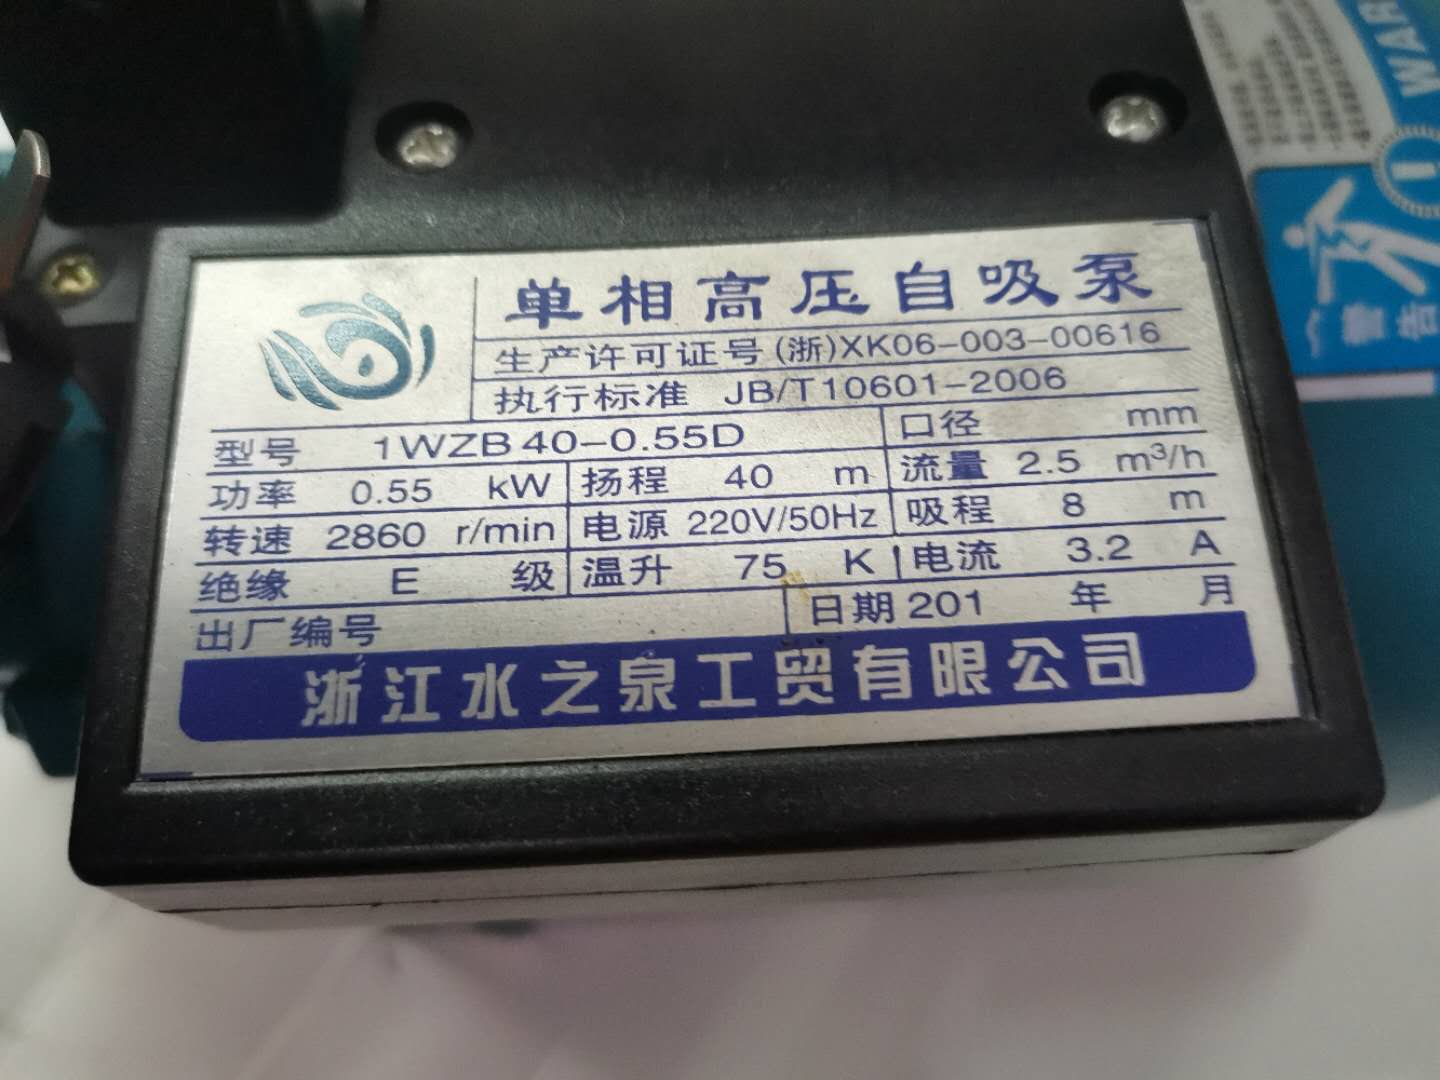 单相高压自吸泵
生产许可证号(浙)XK06-003-00616
执行标准 JB/T10601-2006
型号 1WZB40-0.55D 口径 mm
功率 0.55 kW 扬程 40 m 流量 2.5 m³/h
转速 2860 r/min 电源 220V/50Hz 吸程 8 m
绝缘 E 级 温升 75 K 电流 3.2 A
出厂编号 日期 201 年 月
浙江水之泉工贸有限公司
WAR
警告